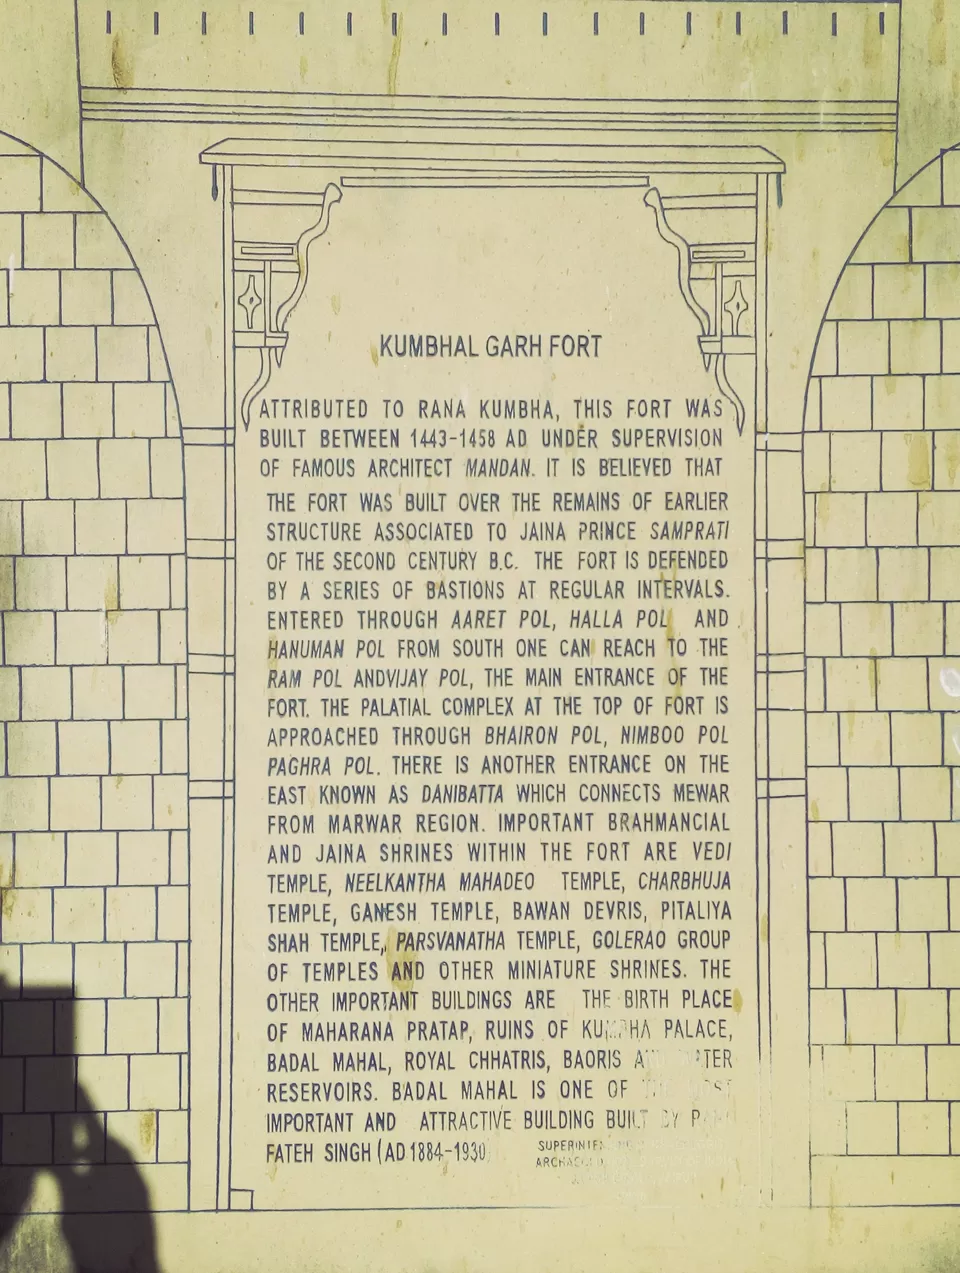 KUMBHAL GARH FORT
ATTRIBUTED TO RANA KUMBHA, THIS FORT WAS
BUILT BETWEEN 1443-1458 AD UNDER SUPERVISION
OF FAMOUS ARCHITECT MANDAN. IT IS BELIEVED THAT
THE FORT WAS BUILT OVER THE REMAINS OF EARLIER
STRUCTURE ASSOCIATED TO JAINA PRINCE SAMPRATI
OF THE SECOND CENTURY B.C. THE FORT IS DEFENDED
BY A SERIES OF BASTIONS AT REGULAR INTERVALS.
ENTERED THROUGH AARET POL, HALLA POL AND
HANUMAN POL FROM SOUTH ONE CAN REACH TO THE
RAM POL ANDVIJAY POL, THE MAIN ENTRANCE OF THE
FORT. THE PALATIAL COMPLEX AT THE TOP OF FORT IS
APPROACHED THROUGH BHAIRON POL, NIMBOO POL
PAGHRA POL. THERE IS ANOTHER ENTRANCE ON THE
EAST KNOWN AS DANIBATTA WHICH CONNECTS MEWAR
FROM MARWAR REGION. IMPORTANT BRAHMANCIAL
AND JAINA SHRINES WITHIN THE FORT ARE VEDI
TEMPLE, NEELKANTHA MAHADEO TEMPLE, CHARBHUJA
TEMPLE, GANESH TEMPLE, BAWAN DEVRIS, PITALIYA
SHAH TEMPLE, PARSVANATHA TEMPLE, GOLERAO GROUP
OF TEMPLES AND OTHER MINIATURE SHRINES. THE
OTHER IMPORTANT BUILDINGS ARE THE BIRTH PLACE
OF MAHARANA PRATAP, RUINS OF KUMBHA PALACE,
BADAL MAHAL, ROYAL CHHATRIS, BAORIS
RESERVOIRS. BADAL MAHAL IS ONE OF
IMPORTANT AND ATTRACTIVE BUILDING BUILT BY
FATEH SINGH (AD 1884-1930